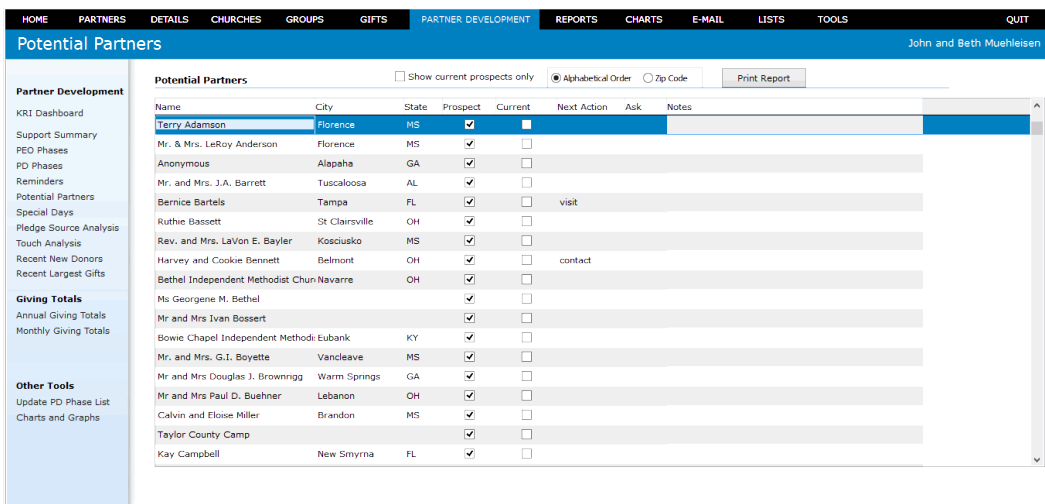 HOME PARTNERS DETAILS CHURCHES GROUPS GIFTS PARTNER DEVELOPMENT REPORTS CHARTS E-MAIL LISTS TOOLS QUIT
Potential Partners John and Beth Muehleisen
Partner Development
KRI Dashboard
Support Summary
PEO Phases
PD Phases
Reminders
Potential Partners
Special Days
Pledge Source Analysis
Touch Analysis
Recent New Donors
Recent Largest Gifts
Giving Totals
Annual Giving Totals
Monthly Giving Totals
Other Tools
Update PD Phase List
Charts and Graphs
Potential Partners Show current prospects only Alphabetical Order Zip Code Print Report
Name City State Prospect Current Next Action Ask Notes
Terry Adamson Florence MS
Mr. & Mrs. LeRoy Anderson Florence MS
Anonymous Alapaha GA
Mr. and Mrs. J.A. Barrett Tuscaloosa AL
Bernice Bartels Tampa FL visit
Ruthie Bassett St Clairsville OH
Rev. and Mrs. LaVon E. Bayler Kosciusko MS
Harvey and Cookie Bennett Belmont OH contact
Bethel Independent Methodist Chur Navarre OH
Ms Georgene M. Bethel
Mr and Mrs Ivan Bossert
Bowie Chapel Independent Methodi Eubank KY
Mr. and Mrs. G.I. Boyette Vancleave MS
Mr and Mrs Douglas J. Brownrigg Warm Springs GA
Mr and Mrs Paul D. Buehner Lebanon OH
Calvin and Eloise Miller Brandon MS
Taylor County Camp
Kay Campbell New Smyrna FL